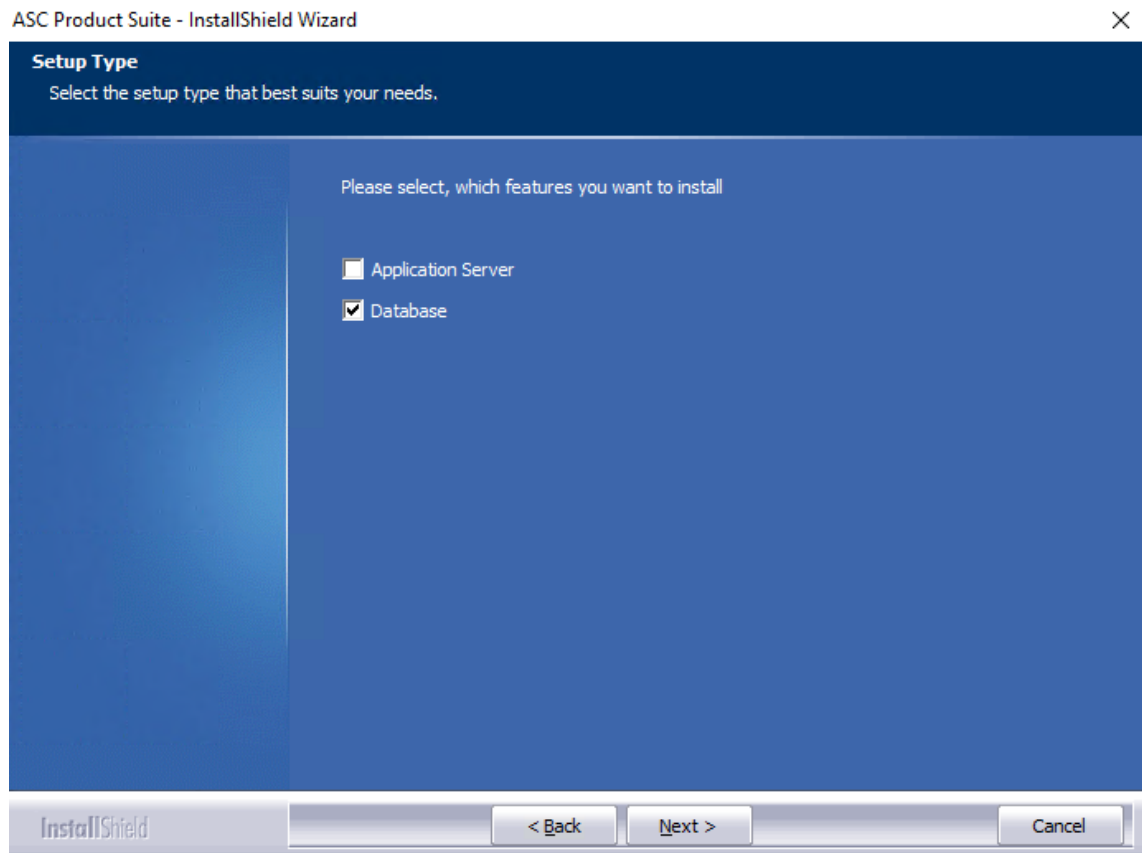 ASC Product Suite - InstallShield Wizard
Setup Type
Select the setup type that best suits your needs.
Please select, which features you want to install
Application Server
Database
InstallShield
< Back
Next >
Cancel